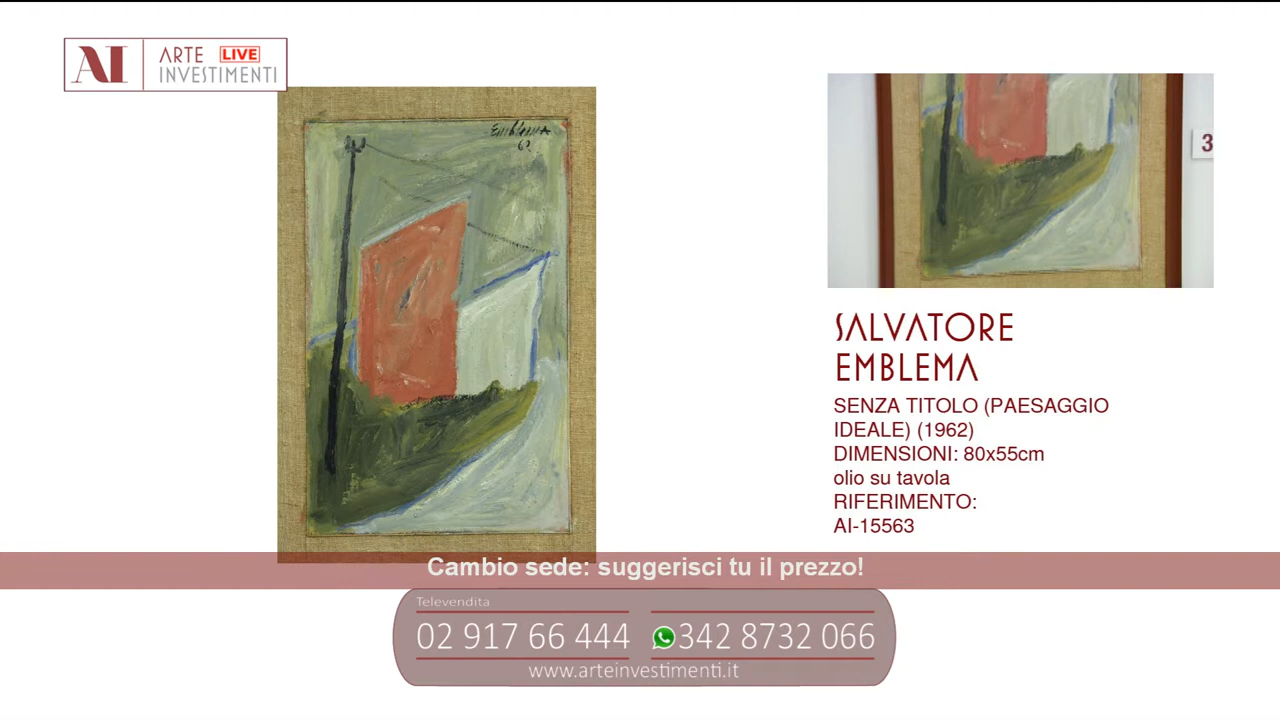 AI
ARTE LIVE
INVESTIMENTI
Emblema
62
3
SALVATORE
EMBLEMA
SENZA TITOLO (PAESAGGIO
IDEALE) (1962)
DIMENSIONI: 80x55cm
olio su tavola
RIFERIMENTO:
AI-15563
Cambio sede: suggerisci tu il prezzo!
Televendita
02 917 66 444
342 8732 066
www.arteinvestimenti.it